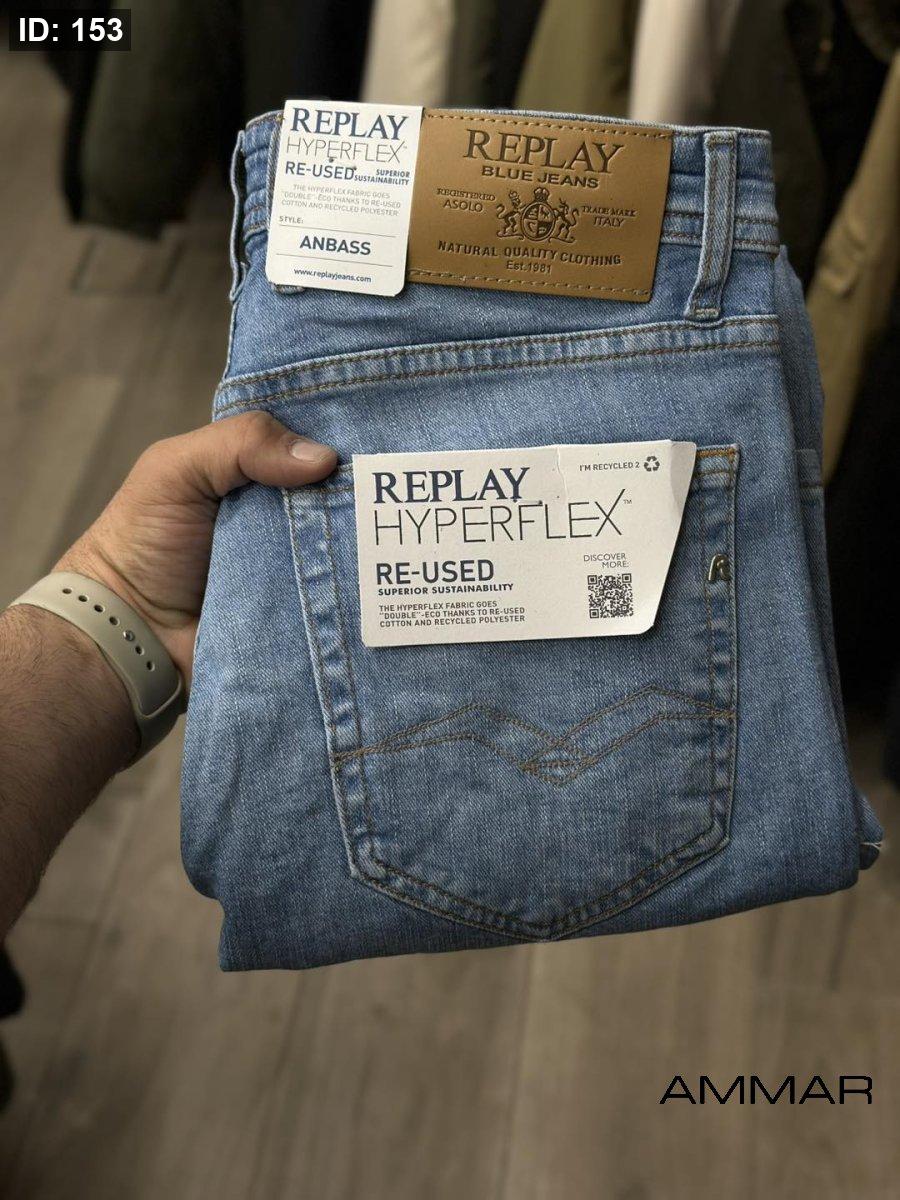 ID: 153
REPLAY
HYPERFLEX™
RE-USED SUPERIOR SUSTAINABILITY
THE HYPERFLEX FABRIC GOES
"DOUBLE"-ECO THANKS TO RE-USED
COTTON AND RECYCLED POLYESTER
STYLE:
ANBASS
www.replayjeans.com
REPLAY
BLUE JEANS
REGISTERED TRADE MARK
ASOLO ITALY
NATURAL QUALITY CLOTHING
Est.1981
I'M RECYCLED 2
REPLAY
HYPERFLEX™
RE-USED
SUPERIOR SUSTAINABILITY
THE HYPERFLEX FABRIC GOES
"DOUBLE"-ECO THANKS TO RE-USED
COTTON AND RECYCLED POLYESTER
DISCOVER
MORE:
R
AMMAR